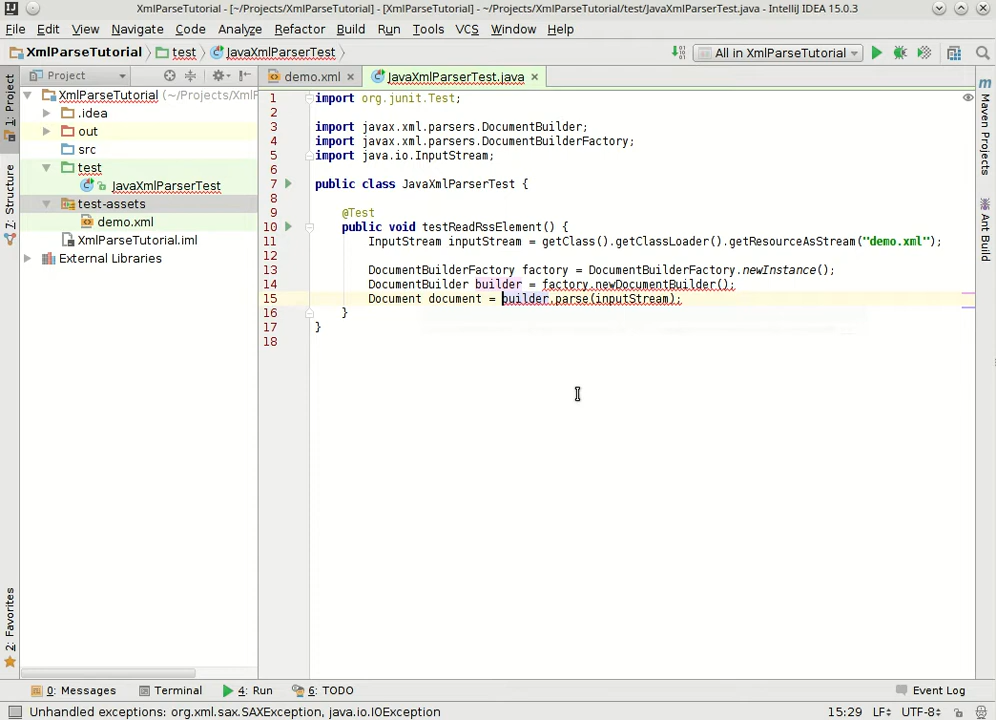 XmlParseTutorial - [~/Projects/XmlParseTutorial] - [XmlParseTutorial] - ~/Projects/XmlParseTutorial/test/JavaXmlParserTest.java - IntelliJ IDEA 15.0.3
File Edit View Navigate Code Analyze Refactor Build Run Tools VCS Window Help
XmlParseTutorial test JavaXmlParserTest All in XmlParseTutorial
Project demo.xml JavaXmlParserTest.java
1: Project
7: Structure
2: Favorites
XmlParseTutorial (~/Projects/XmlF
.idea
out
src
test
JavaXmlParserTest
test-assets
demo.xml
XmlParseTutorial.iml
External Libraries
1 import org.junit.Test;
2
3 import javax.xml.parsers.DocumentBuilder;
4 import javax.xml.parsers.DocumentBuilderFactory;
5 import java.io.InputStream;
6
7 public class JavaXmlParserTest {
8
9 @Test
10 public void testReadRssElement() {
11 InputStream inputStream = getClass().getClassLoader().getResourceAsStream("demo.xml");
12
13 DocumentBuilderFactory factory = DocumentBuilderFactory.newInstance();
14 DocumentBuilder builder = factory.newDocumentBuilder();
15 Document document = builder.parse(inputStream);
16 }
17 }
18
Maven Projects
Ant Build
0: Messages Terminal 4: Run 6: TODO Event Log
Unhandled exceptions: org.xml.sax.SAXException, java.io.IOException 15:29 LF UTF-8